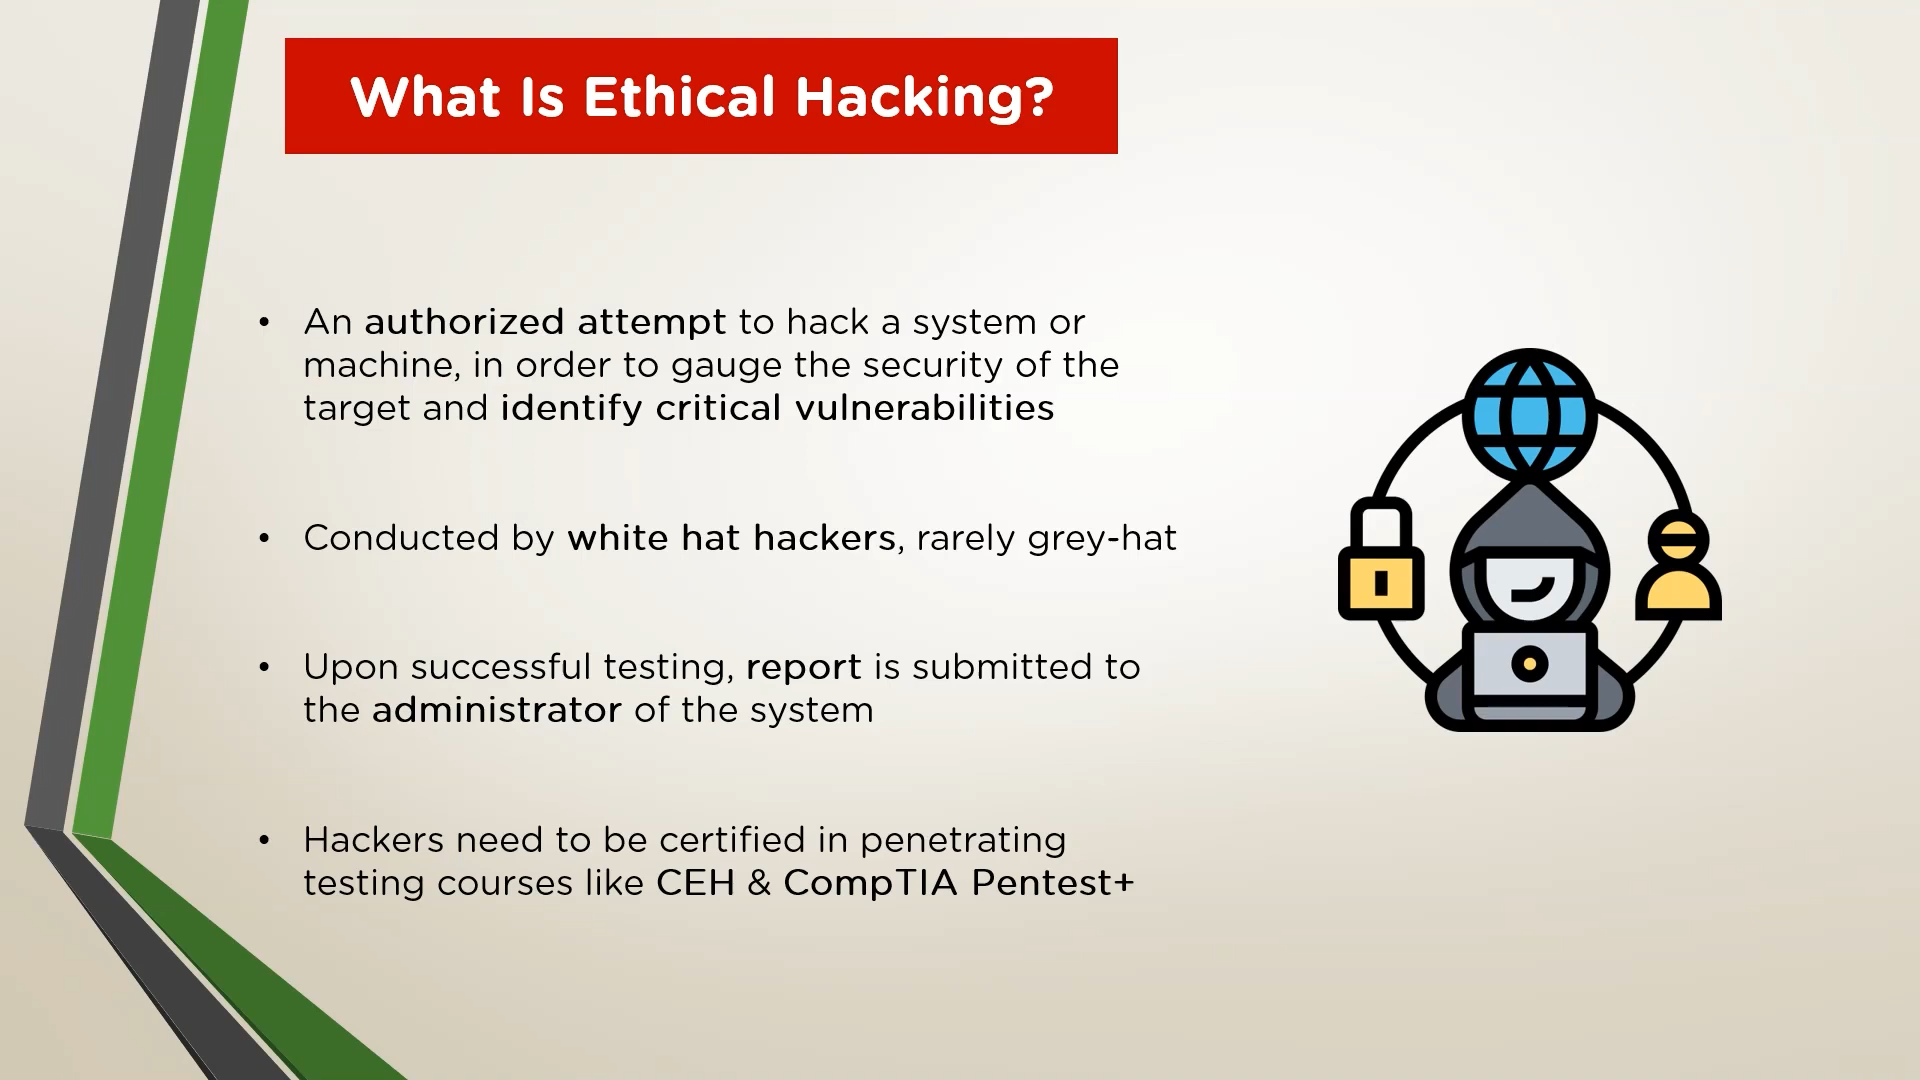 What Is Ethical Hacking?
• An authorized attempt to hack a system or
machine, in order to gauge the security of the
target and identify critical vulnerabilities
• Conducted by white hat hackers, rarely grey-hat
• Upon successful testing, report is submitted to
the administrator of the system
• Hackers need to be certified in penetrating
testing courses like CEH & CompTIA Pentest+